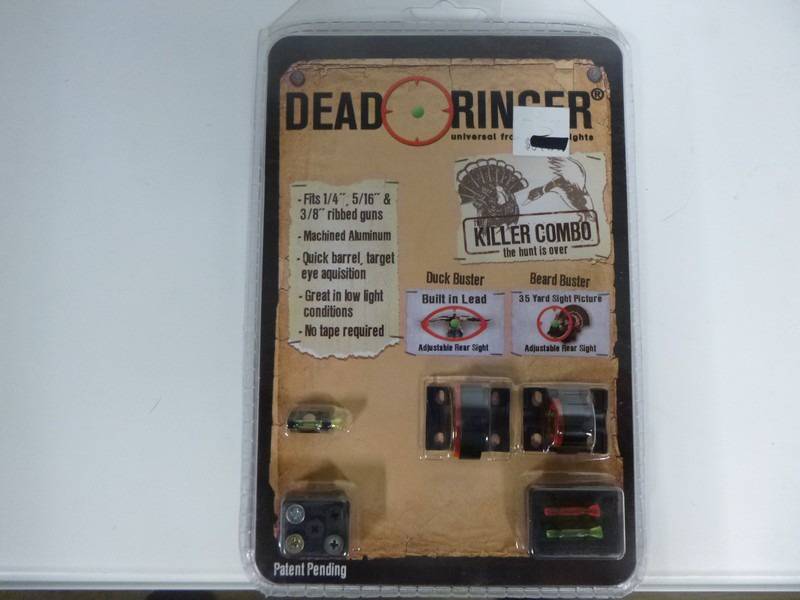 DEAD RINGER®
universal
- Fits 1/4", 5/16" &
3/8" ribbed guns
- Machined Aluminum
- Quick barrel, target
eye aquisition
- Great in low light
conditions
- No tape required
KILLER COMBO
the hunt is over
Duck Buster
Built in Lead
Adjustable Rear Sight
Beard Buster
35 Yard Sight Picture
Adjustable Rear Sight
Patent Pending